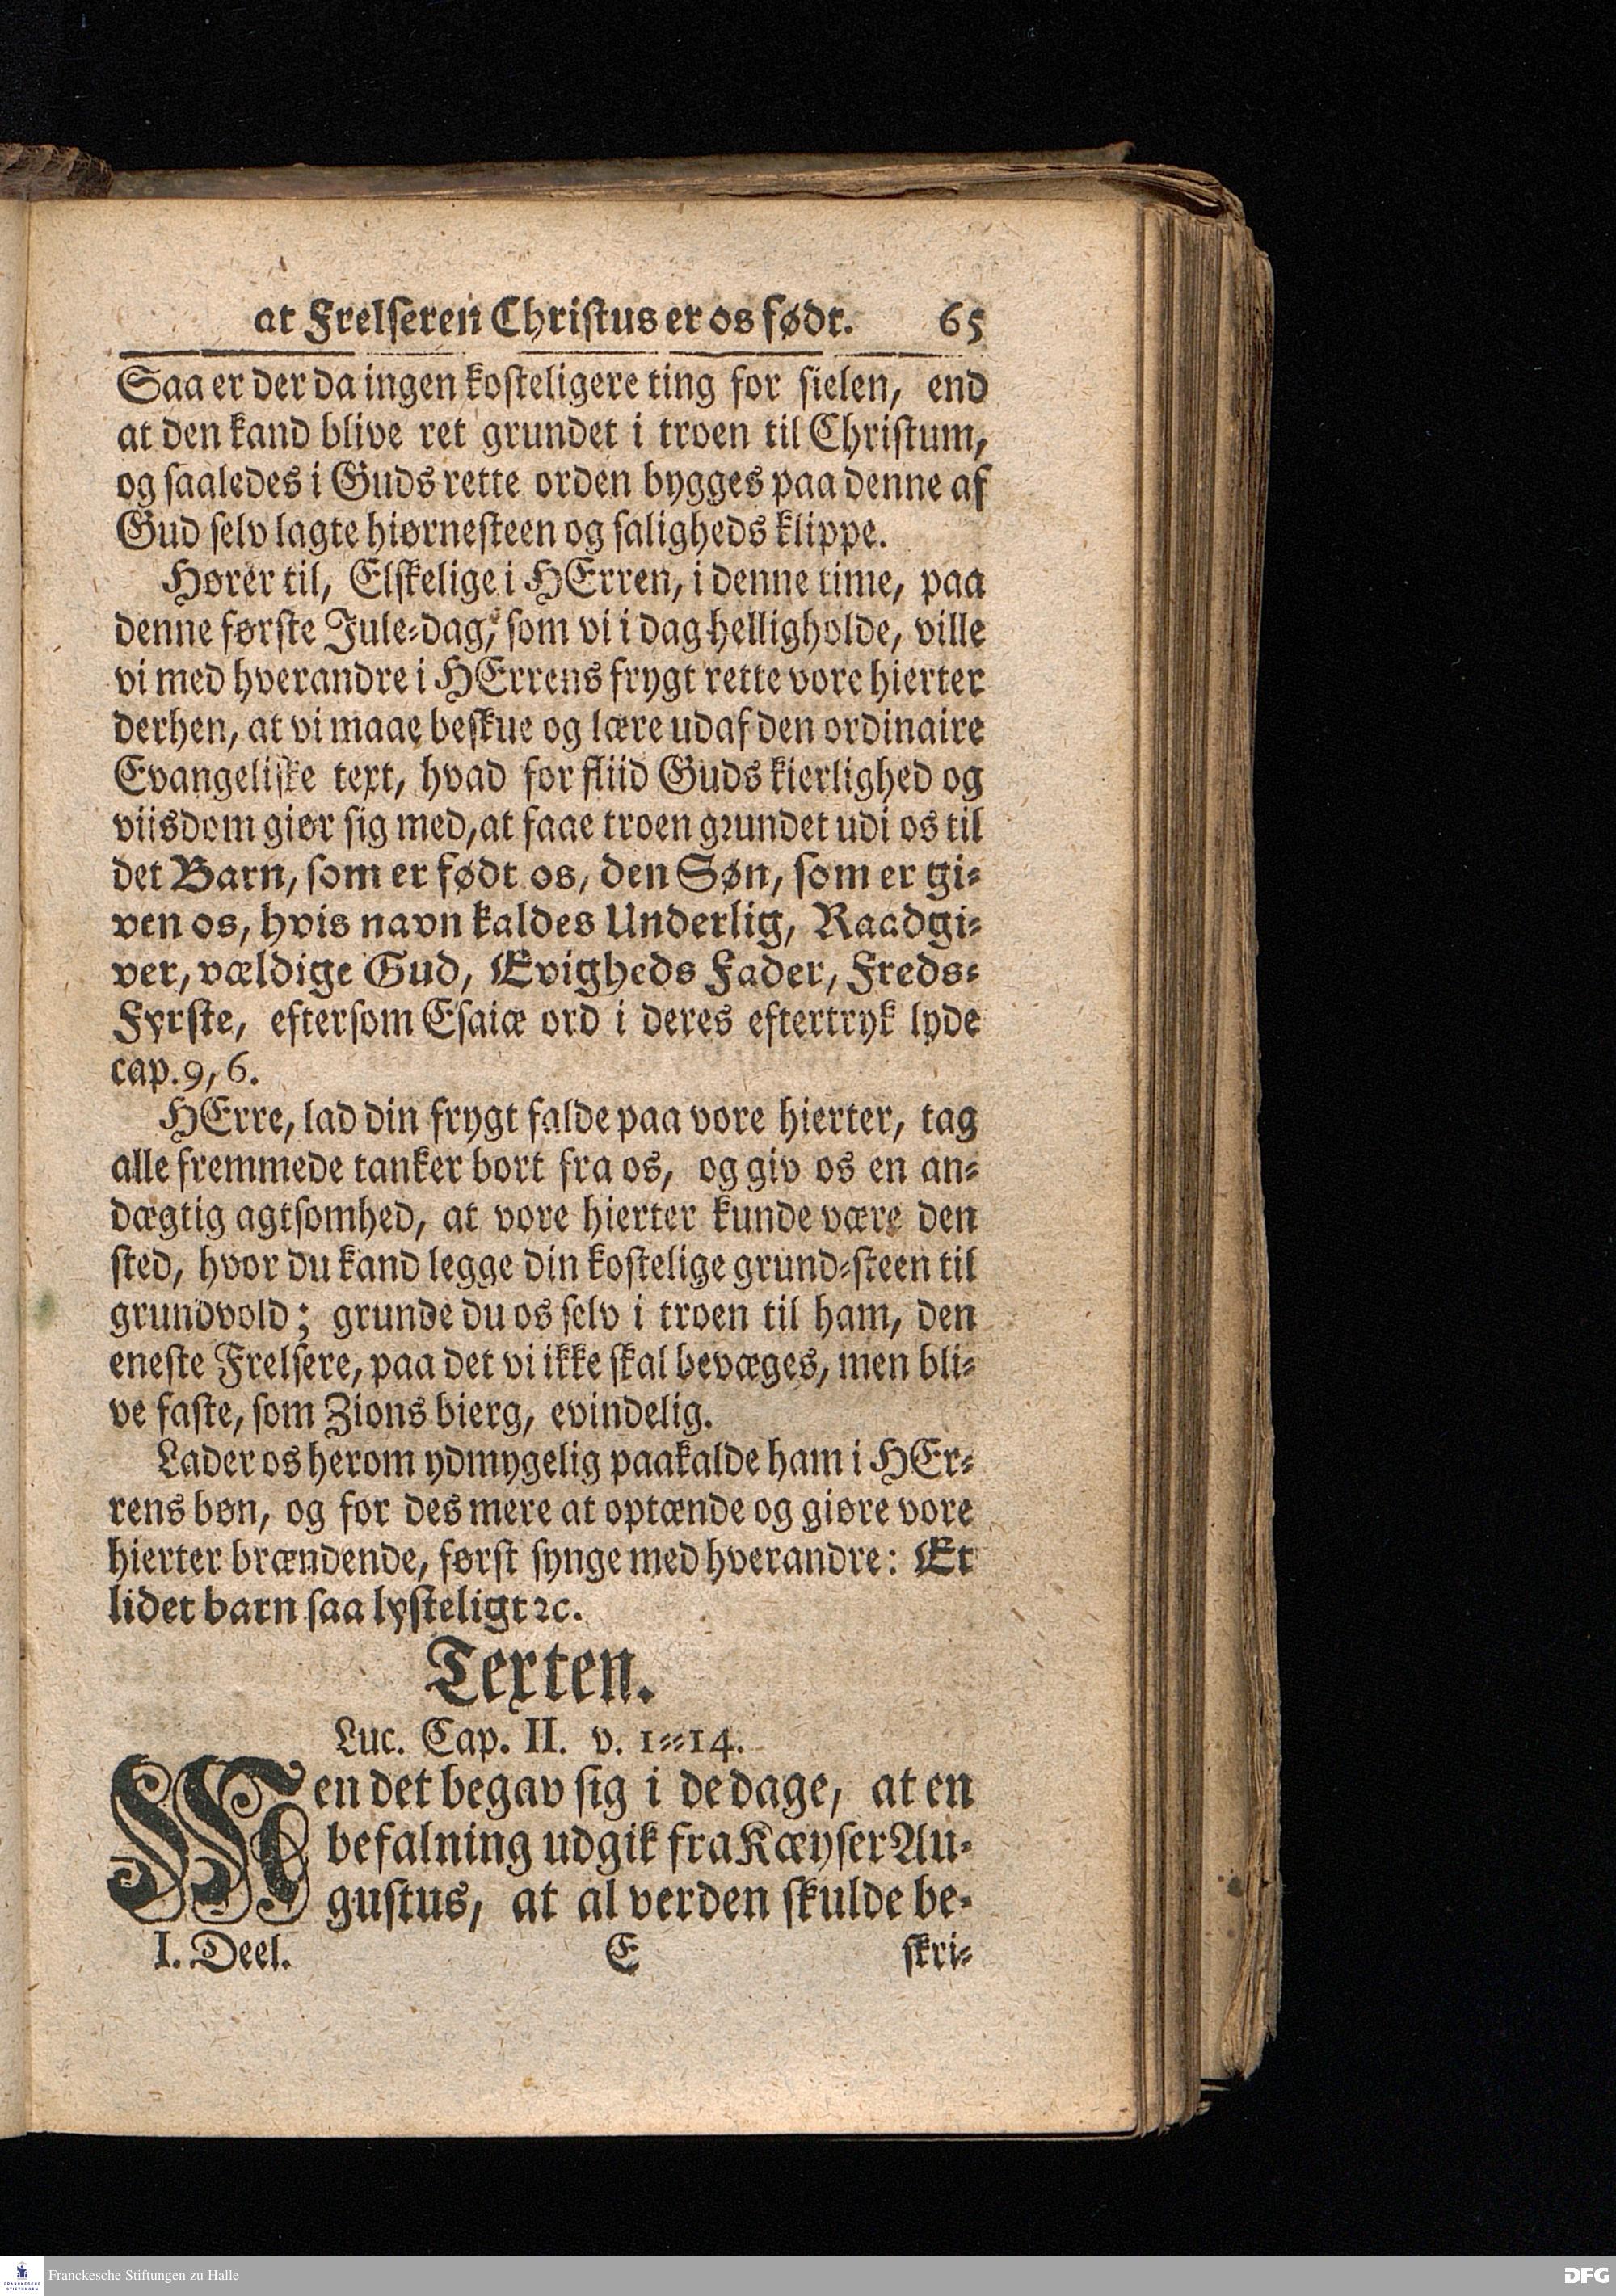 at Frelseren Christus er os født. 65
Saa er der da ingen kosteligere ting for sielen, end
at den kand blive ret grundet i troen til Christum,
og saaledes i Guds rette orden bygges paa denne af
Gud selv lagte hiørnesteen og saligheds klippe.
Hører til, Elskelige i HErren, i denne time, paa
denne første Jule-dag, som vi i dag helligholde, ville
vi med hverandre i HErrens frygt rette vore hierter
derhen, at vi maae beskue og lære udaf den ordinaire
Evangeliske text, hvad for fliid Guds kierlighed og
viisdom giør sig med, at faae troen grundet udi os til
det Barn, som er født os, den Søn, som er gi-
ven os, hvis navn kaldes Underlig, Raadgi-
ver, vældige Gud, Evigheds Fader, Freds-
Fyrste, eftersom Esaiæ ord i deres eftertryk lyde
cap. 9, 6.
HErre, lad din frygt falde paa vore hierter, tag
alle fremmede tanker bort fra os, og giv os en an-
dægtig agtsomhed, at vore hierter kunde være den
sted, hvor du kand legge din kostelige grund-steen til
grundvold; grunde du os selv i troen til ham, den
eneste Frelsere, paa det vi ikke skal bevæges, men bli-
ve faste, som Zions bierg, evindelig.
Lader os herom ydmygelig paakalde ham i HEr-
rens bøn, og for des mere at optænde og giøre vore
hierter brændende, først synge med hverandre: Et
lidet barn saa lysteligt ꝛc.
Texten.
Luc. Cap. II. v. 1--14.
Men det begav sig i de dage, at en
befalning udgik fra Kæyser Au-
gustus, at al verden skulde be-
I. Deel. E skri-
Franckesche Stiftungen zu Halle
FRANCKESCHE STIFTUNGEN
DFG